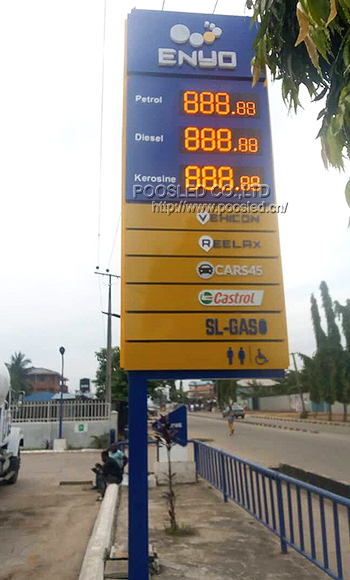 ENYO
Petrol 888.88
Diesel 888.88
Kerosine 888.88
POOSLED CO.,LTD
http://www.poosled.cn/
VEHICON
REELAX
CARS45
Castrol
SL-GAS